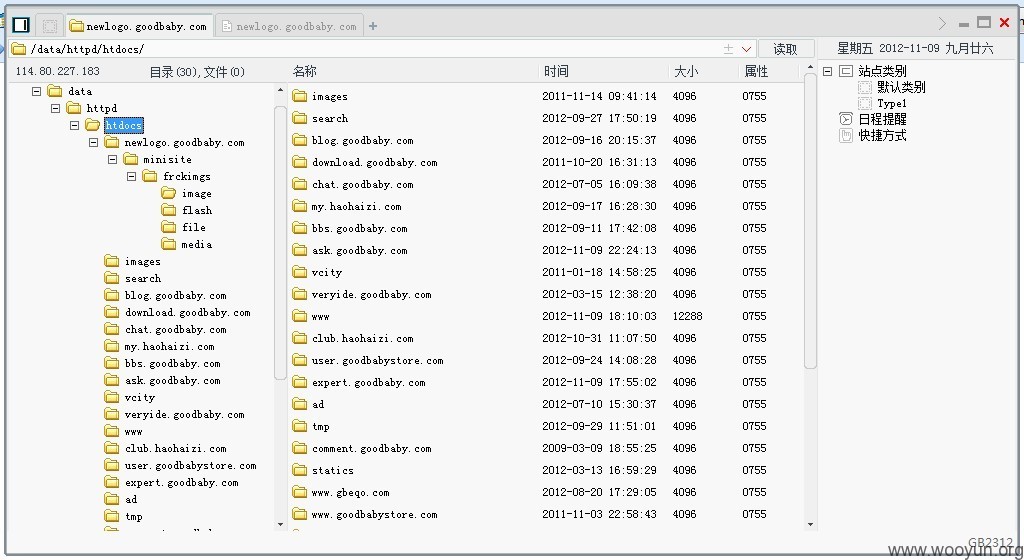 newlogo.goodbaby.com newlogo.goodbaby.com
/data/httpd/htdocs/ 读取 星期五 2012-11-09 九月廿六
114.80.227.183 目录(30),文件(0) 名称 时间 大小 属性
data
httpd
htdocs
newlogo.goodbaby.com
minisite
frckimgs
image
flash
file
media
images
search
blog.goodbaby.com
download.goodbaby.com
chat.goodbaby.com
my.haohaizi.com
bbs.goodbaby.com
ask.goodbaby.com
vcity
veryide.goodbaby.com
www
club.haohaizi.com
user.goodbabystore.com
expert.goodbaby.com
ad
tmp
images 2011-11-14 09:41:14 4096 0755
search 2012-09-27 17:50:19 4096 0755
blog.goodbaby.com 2012-09-16 20:15:37 4096 0755
download.goodbaby.com 2011-10-20 16:31:13 4096 0755
chat.goodbaby.com 2012-07-05 16:09:38 4096 0755
my.haohaizi.com 2012-09-17 16:28:30 4096 0755
bbs.goodbaby.com 2012-09-11 17:42:08 4096 0755
ask.goodbaby.com 2012-11-09 22:24:13 4096 0755
vcity 2011-01-18 14:58:25 4096 0755
veryide.goodbaby.com 2012-03-15 12:38:20 4096 0755
www 2012-11-09 18:10:03 12288 0755
club.haohaizi.com 2012-10-31 11:07:50 4096 0755
user.goodbabystore.com 2012-09-24 14:08:28 4096 0755
expert.goodbaby.com 2012-11-09 17:55:02 4096 0755
ad 2012-07-10 15:30:37 4096 0755
tmp 2012-09-29 11:51:01 4096 0755
comment.goodbaby.com 2009-03-09 18:55:25 4096 0755
statics 2012-03-13 16:59:29 4096 0755
www.gbeqo.com 2012-08-20 17:29:05 4096 0755
www.goodbabystore.com 2011-11-03 22:58:43 4096 0755
站点类别
默认类别
Type1
日程提醒
快捷方式
GB2312
www.wooyun.org